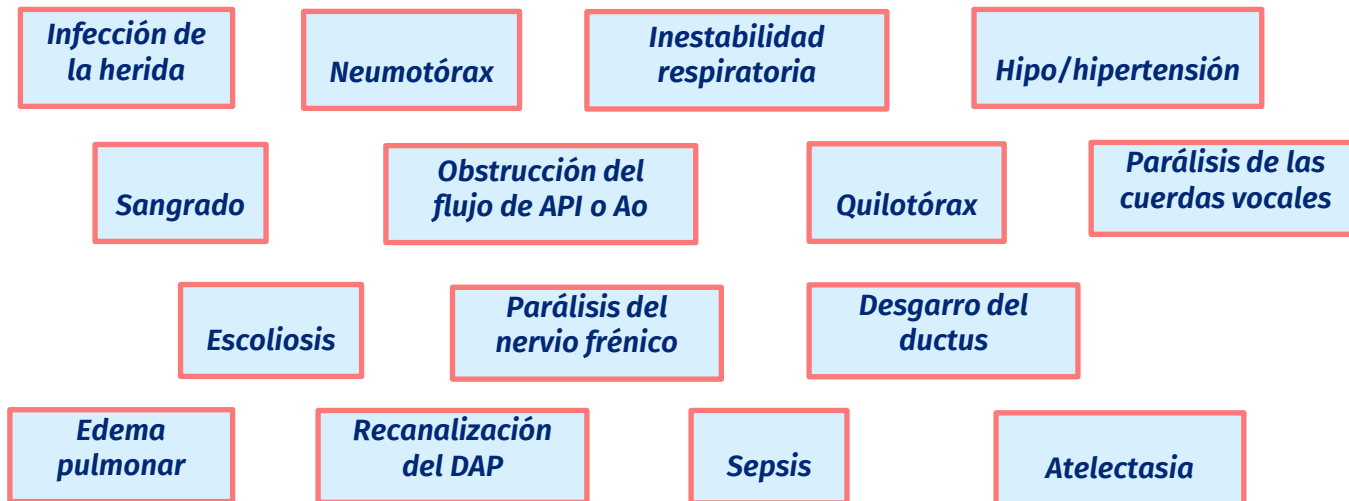 Infección de
la herida
Neumotórax
Inestabilidad
respiratoria
Hipo/hipertensión
Sangrado
Obstrucción del
flujo de API o Ao
Quilotórax
Parálisis de las
cuerdas vocales
Escoliosis
Parálisis del
nervio frénico
Desgarro del
ductus
Edema
pulmonar
Recanalización
del DAP
Sepsis
Atelectasia